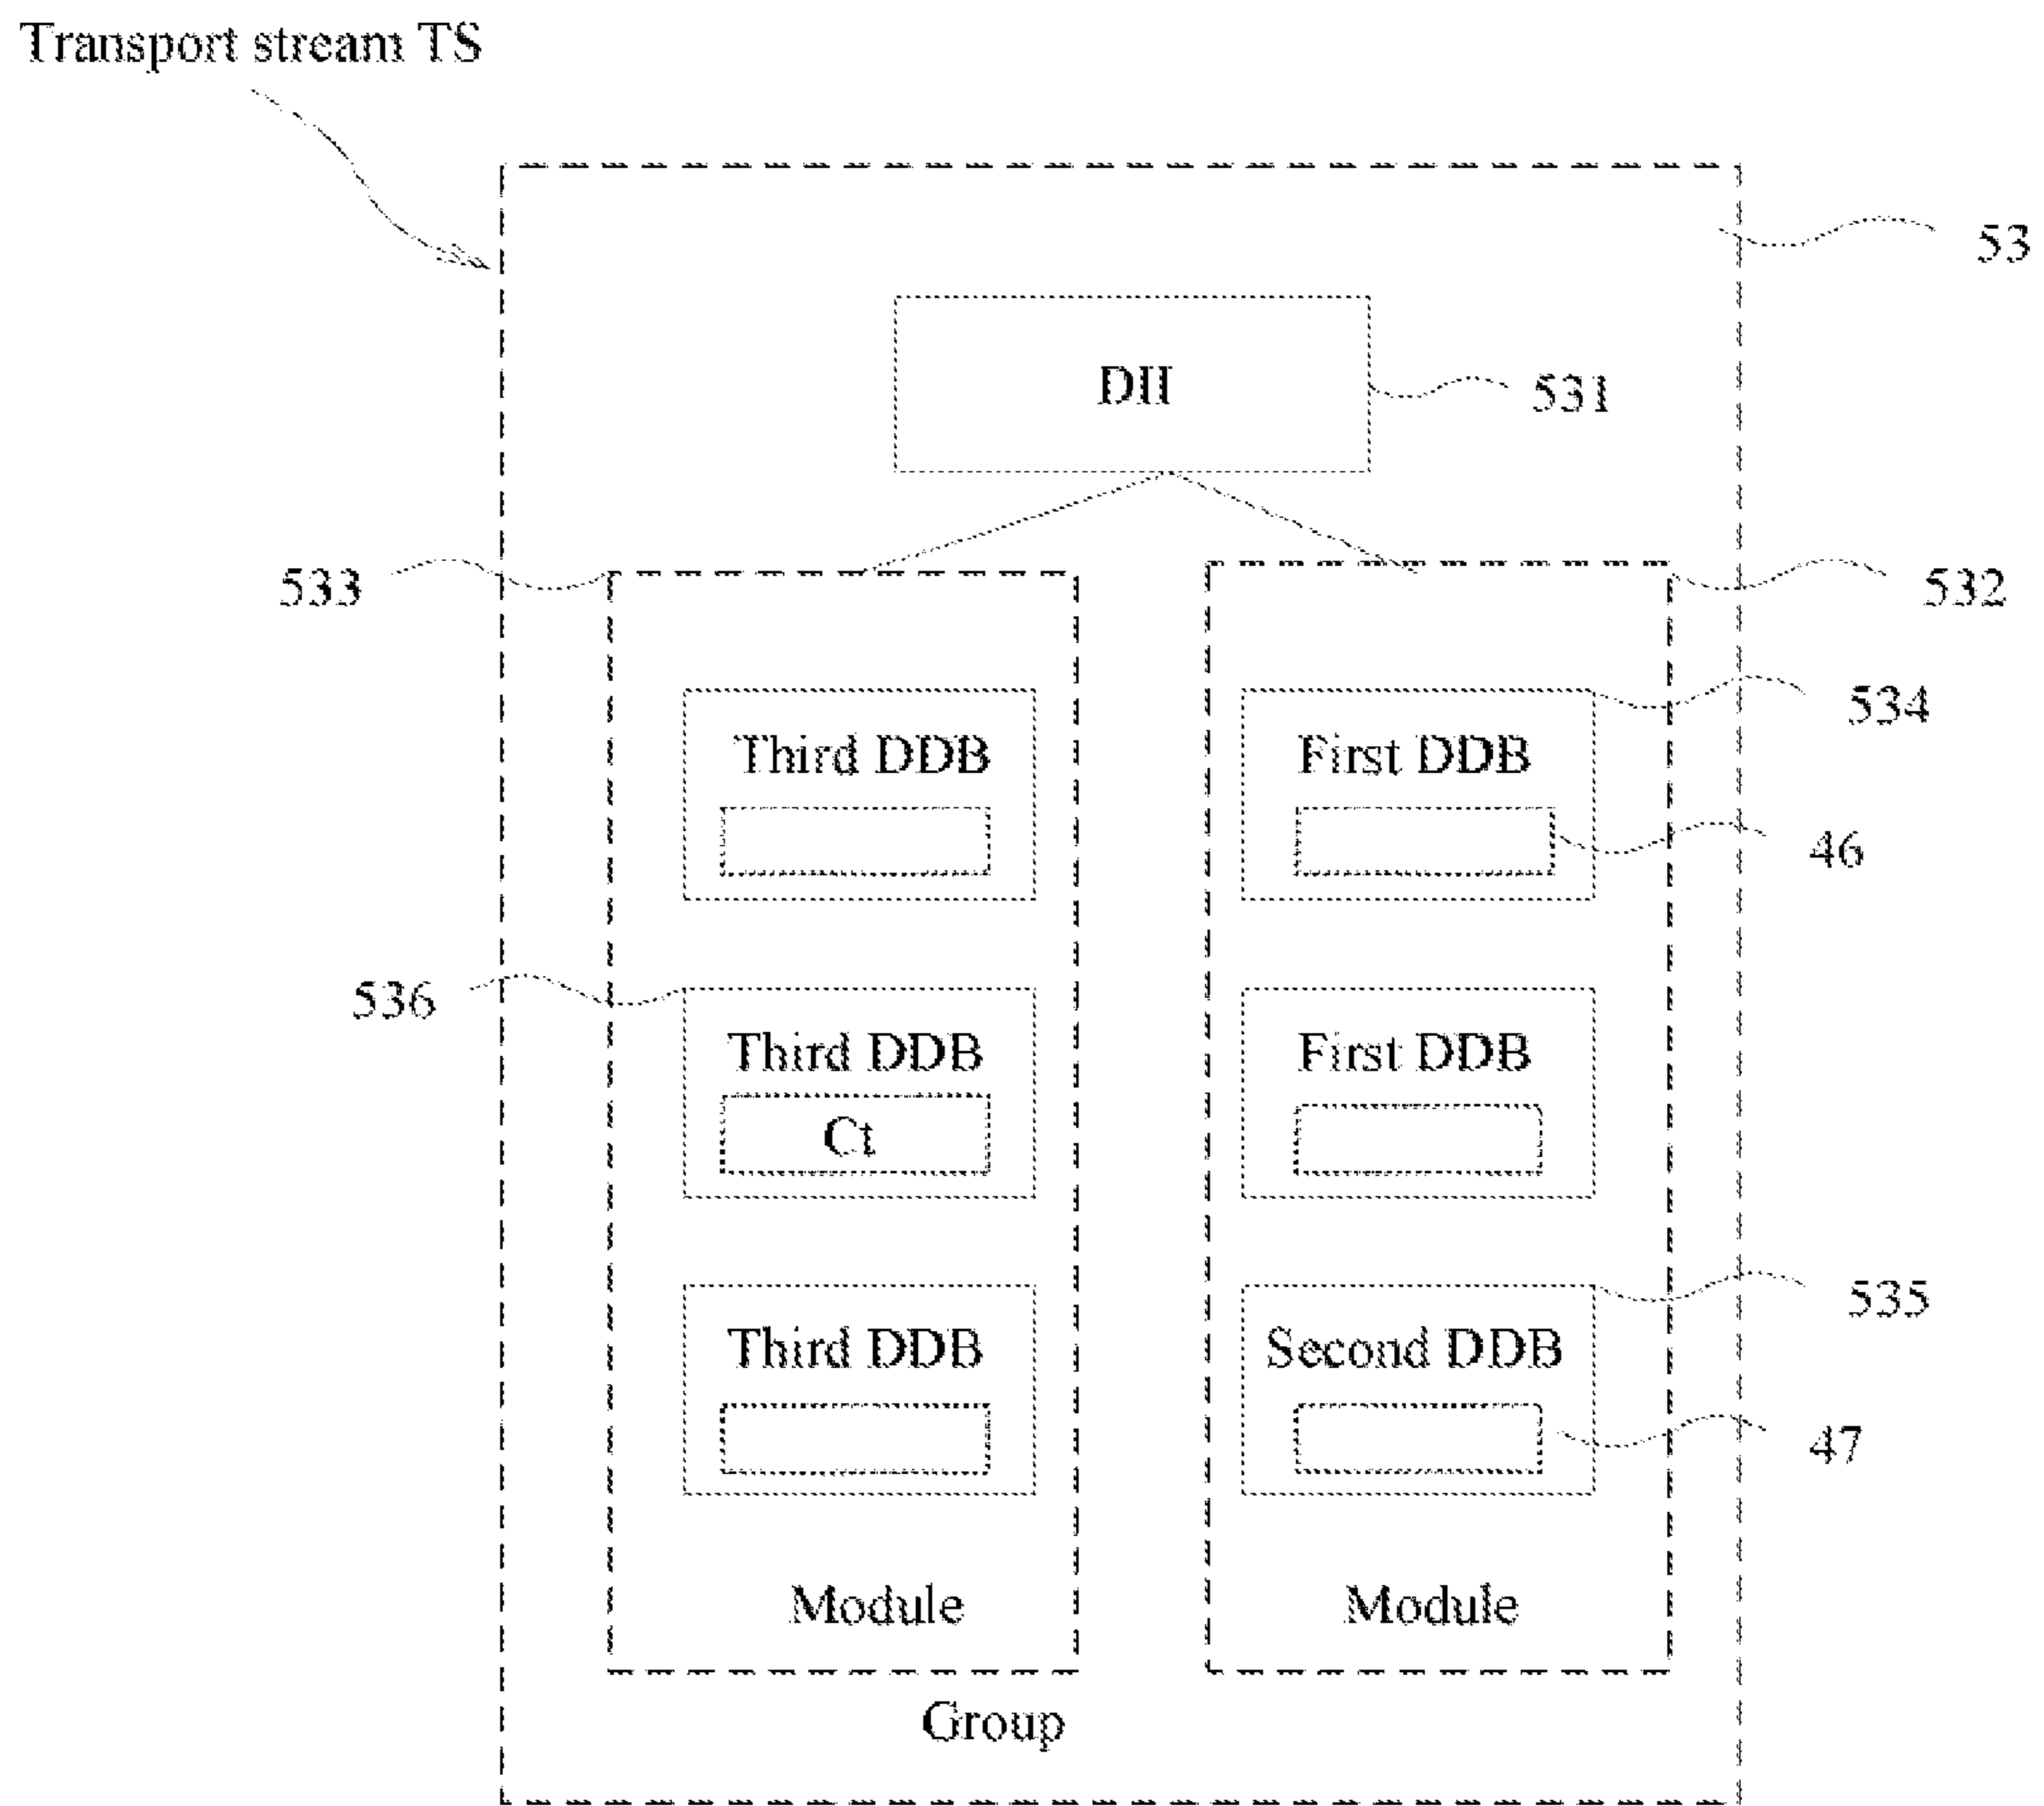 Transport stream TS
53
DII
531
533
532
Third DDB
First DDB
534
46
536
Third DDB
First DDB
Ct
Third DDB
Second DDB
535
47
Module
Module
Group